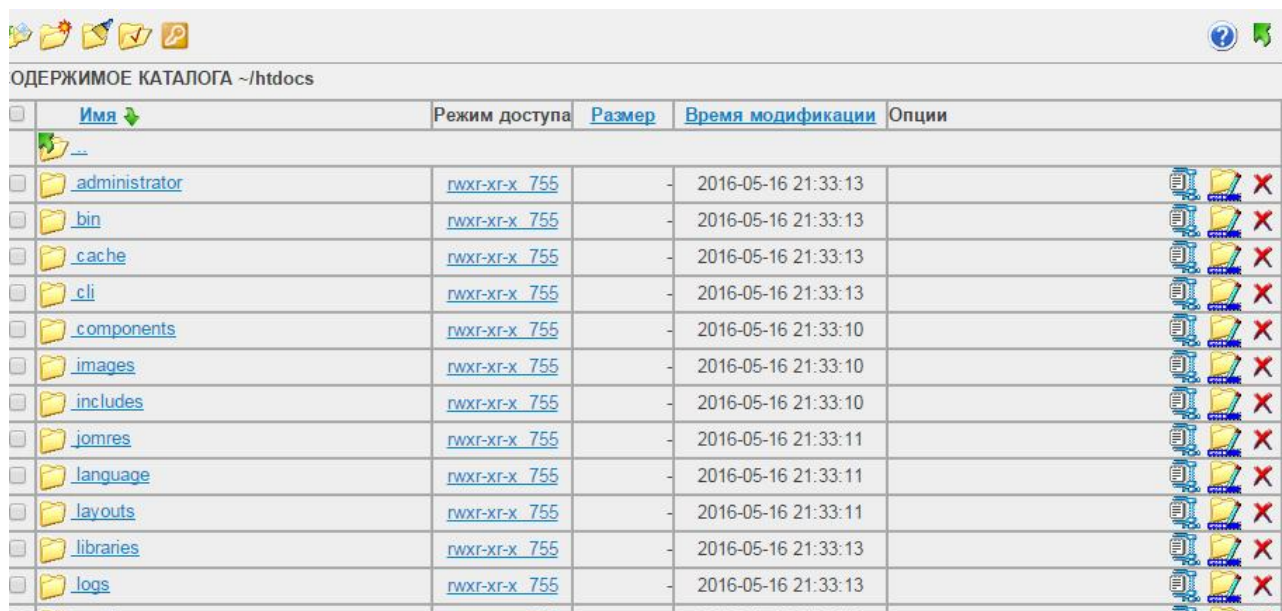 ОДЕРЖИМОЕ КАТАЛОГА ~/htdocs
Имя Режим доступа Размер Время модификации Опции
..
administrator rwxr-xr-x 755 - 2016-05-16 21:33:13
bin rwxr-xr-x 755 - 2016-05-16 21:33:13
cache rwxr-xr-x 755 - 2016-05-16 21:33:13
cli rwxr-xr-x 755 - 2016-05-16 21:33:13
components rwxr-xr-x 755 - 2016-05-16 21:33:10
images rwxr-xr-x 755 - 2016-05-16 21:33:10
includes rwxr-xr-x 755 - 2016-05-16 21:33:10
jomres rwxr-xr-x 755 - 2016-05-16 21:33:11
language rwxr-xr-x 755 - 2016-05-16 21:33:11
layouts rwxr-xr-x 755 - 2016-05-16 21:33:11
libraries rwxr-xr-x 755 - 2016-05-16 21:33:13
logs rwxr-xr-x 755 - 2016-05-16 21:33:13